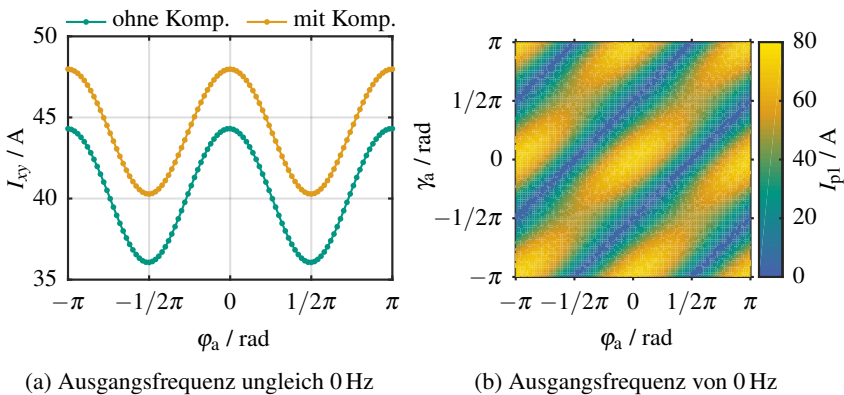 ohne Komp. mit Komp.
50
45
40
35
I_xy / A
−π −1/2π 0 1/2π π
φ_a / rad
(a) Ausgangsfrequenz ungleich 0 Hz
π
1/2π
0
−1/2π
−π
γ_a / rad
−π −1/2π 0 1/2π π
φ_a / rad
80
60
40
20
0
I_p1 / A
(b) Ausgangsfrequenz von 0 Hz